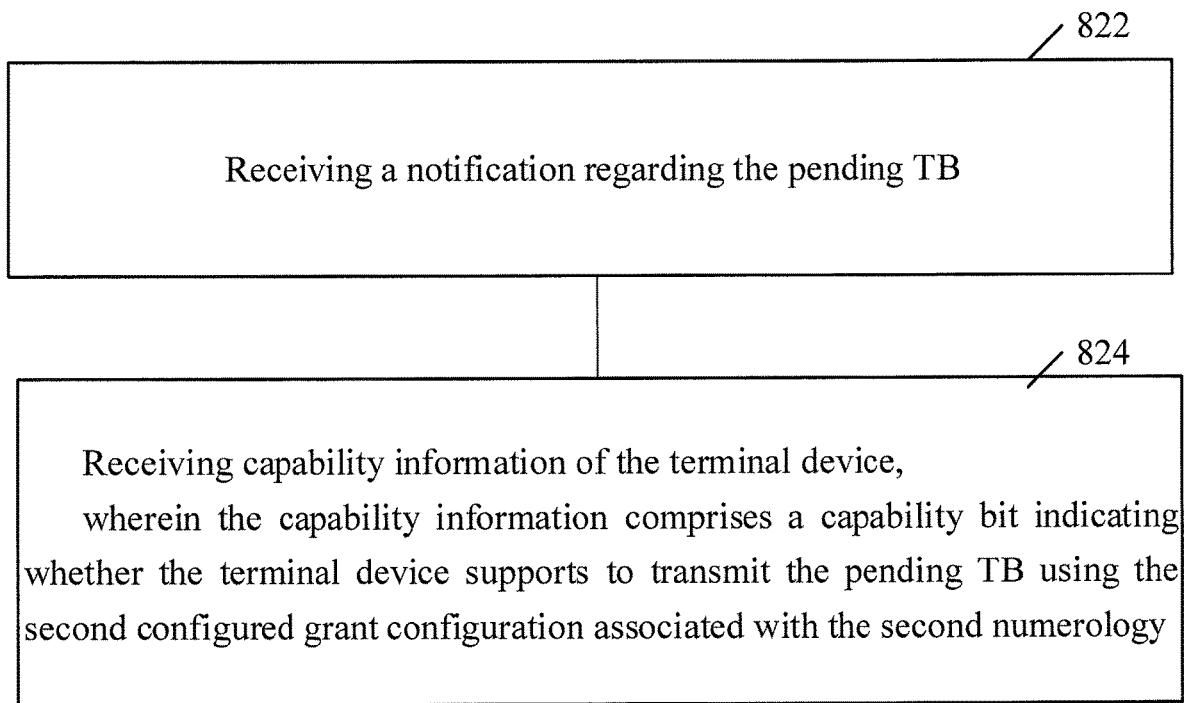 822
Receiving a notification regarding the pending TB
824
Receiving capability information of the terminal device,
wherein the capability information comprises a capability bit indicating
whether the terminal device supports to transmit the pending TB using the
second configured grant configuration associated with the second numerology